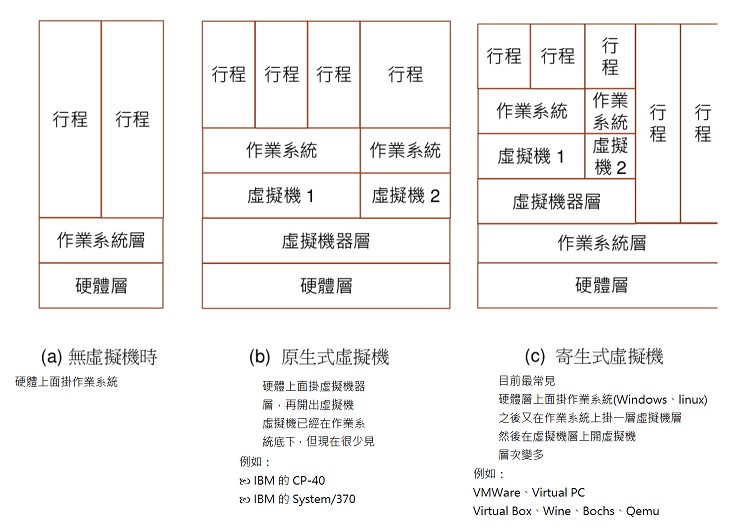 行程 行程
作業系統層
硬體層
(a) 無虛擬機時
硬體上面掛作業系統
行程 行程 行程 行程
作業系統 作業系統
虛擬機 1 虛擬機 2
虛擬機器層
硬體層
(b) 原生式虛擬機
硬體上面掛虛擬機器
層，再開出虛擬機
虛擬機已經在作業系
統底下，但現在很少見
例如：
IBM 的 CP-40
IBM 的 System/370
行程 行程 行
程
作業系統 作業
系統
虛擬機 1 虛擬
機 2
虛擬機器層
行
程
行
程
作業系統層
硬體層
(c) 寄生式虛擬機
目前最常見
硬體層上面掛作業系統(Windows、linux)
之後又在作業系統上掛一層虛擬機層
然後在虛擬機層上開虛擬機
層次變多
例如：
VMWare、Virtual PC
Virtual Box、Wine、Bochs、Qemu